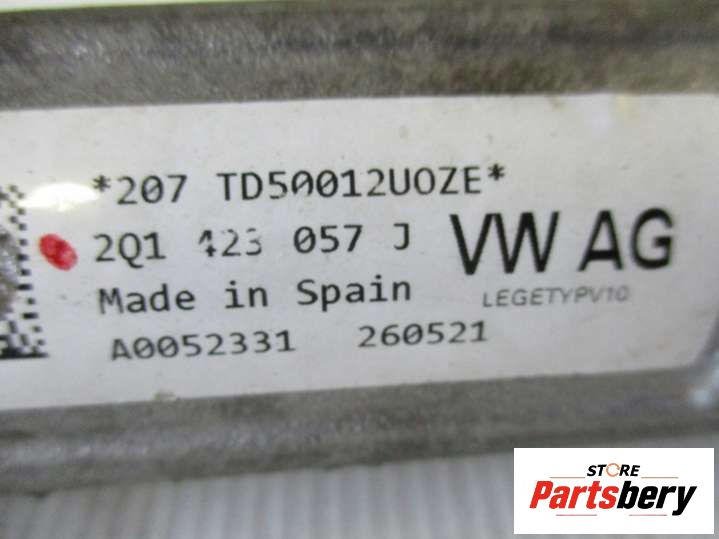 *207 TD50012UOZE*
2Q1 423 057 J
VW AG
Made in Spain
LEGETYPV10
A0052331 260521
STORE
Partsbery